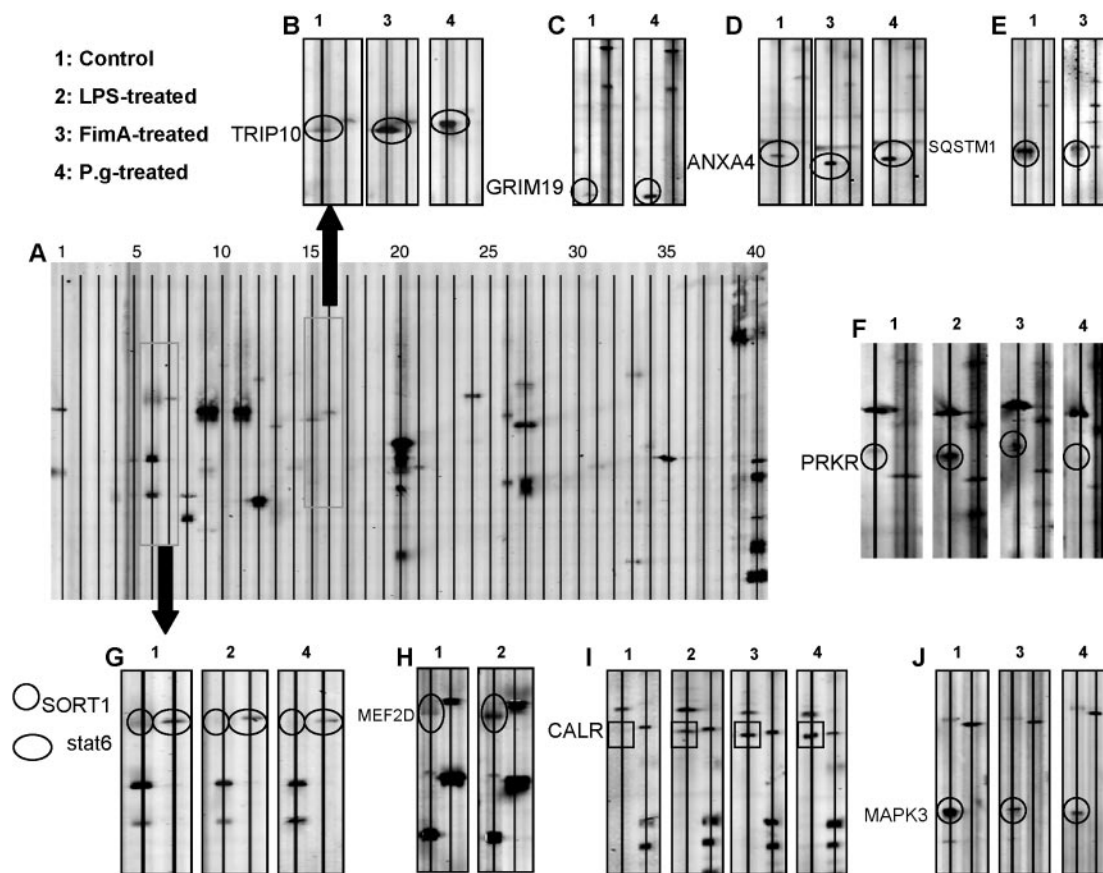 1: Control
2: LPS-treated
3: FimA-treated
4: P.g-treated
B 1 3 4
TRIP10
C 1 4
GRIM19
D 1 3 4
ANXA4
E 1 3
SQSTM1
A 1 5 10 15 20 25 30 35 40
F 1 2 3 4
PRKR
G 1 2 4
SORT1
stat6
H 1 2
MEF2D
I 1 2 3 4
CALR
J 1 3 4
MAPK3